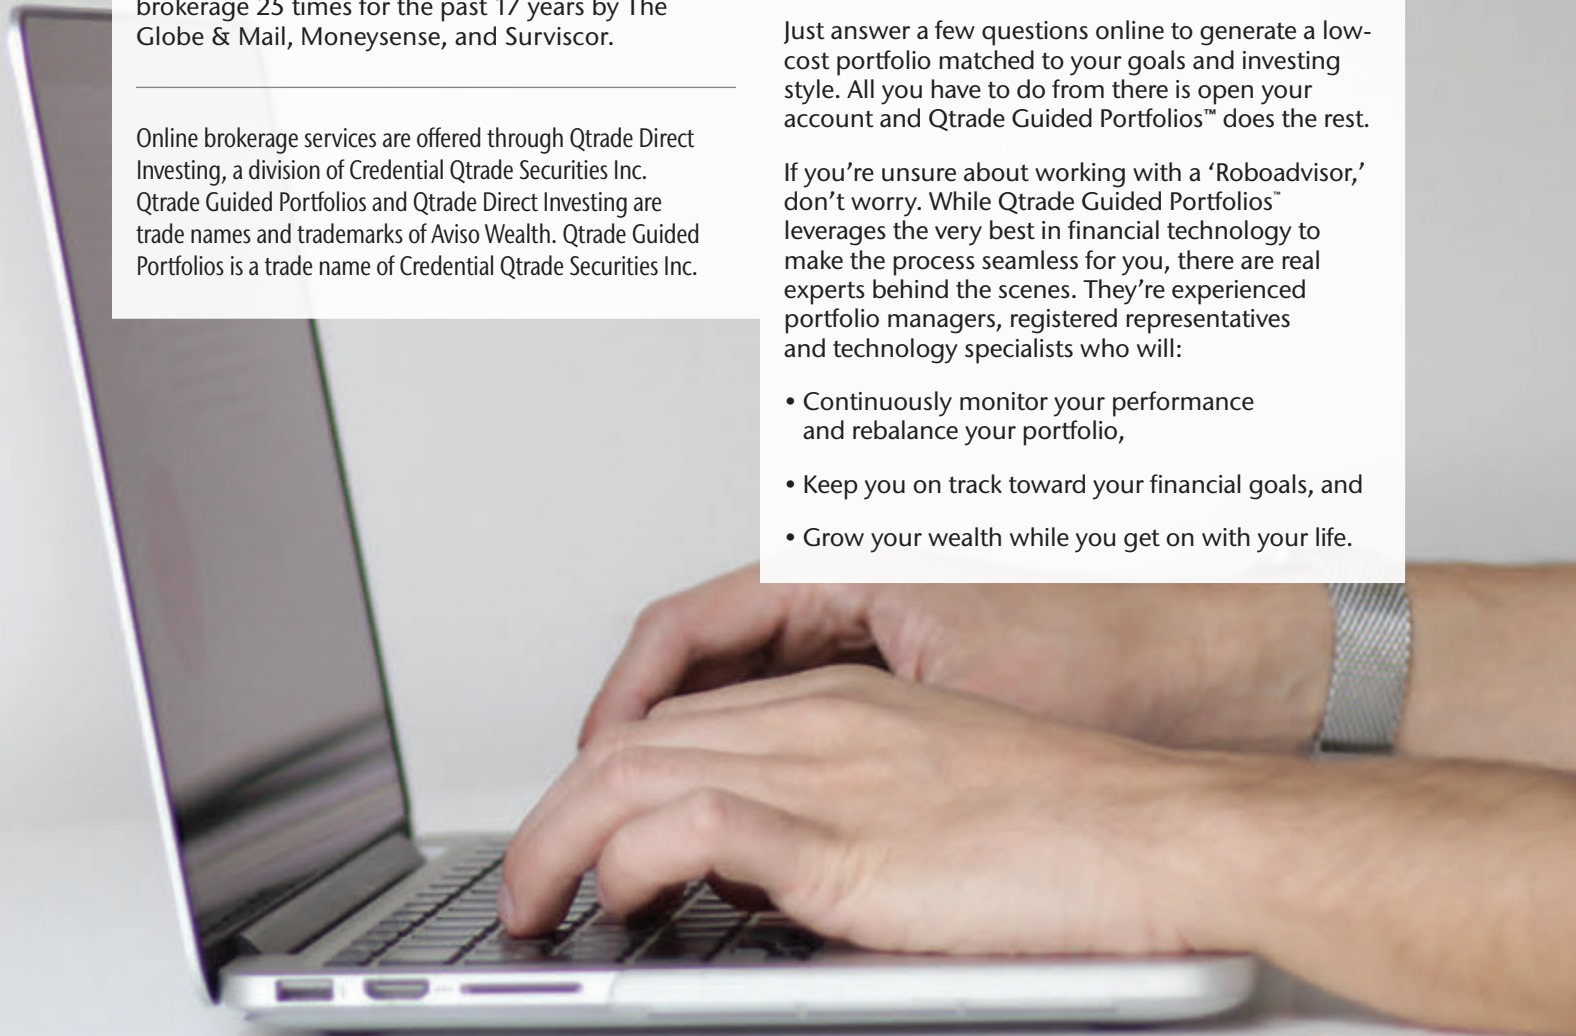 brokerage 25 times for the past 17 years by The
Globe & Mail, Moneysense, and Surviscor.
Online brokerage services are offered through Qtrade Direct
Investing, a division of Credential Qtrade Securities Inc.
Qtrade Guided Portfolios and Qtrade Direct Investing are
trade names and trademarks of Aviso Wealth. Qtrade Guided
Portfolios is a trade name of Credential Qtrade Securities Inc.
Just answer a few questions online to generate a low-
cost portfolio matched to your goals and investing
style. All you have to do from there is open your
account and Qtrade Guided Portfolios™ does the rest.
If you’re unsure about working with a ‘Roboadvisor,’
don’t worry. While Qtrade Guided Portfolios™
leverages the very best in financial technology to
make the process seamless for you, there are real
experts behind the scenes. They’re experienced
portfolio managers, registered representatives
and technology specialists who will:
• Continuously monitor your performance
and rebalance your portfolio,
• Keep you on track toward your financial goals, and
• Grow your wealth while you get on with your life.